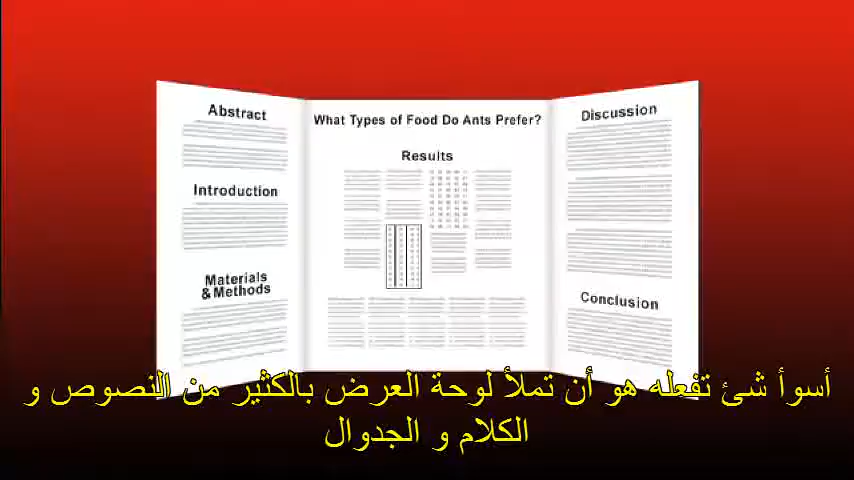 What Types of Food Do Ants Prefer?
Abstract
Introduction
Materials
& Methods
Results
Discussion
Conclusion
أسوأ شئ تفعله هو أن تملأ لوحة العرض بالكثير من النصوص و
الكلام و الجدوال